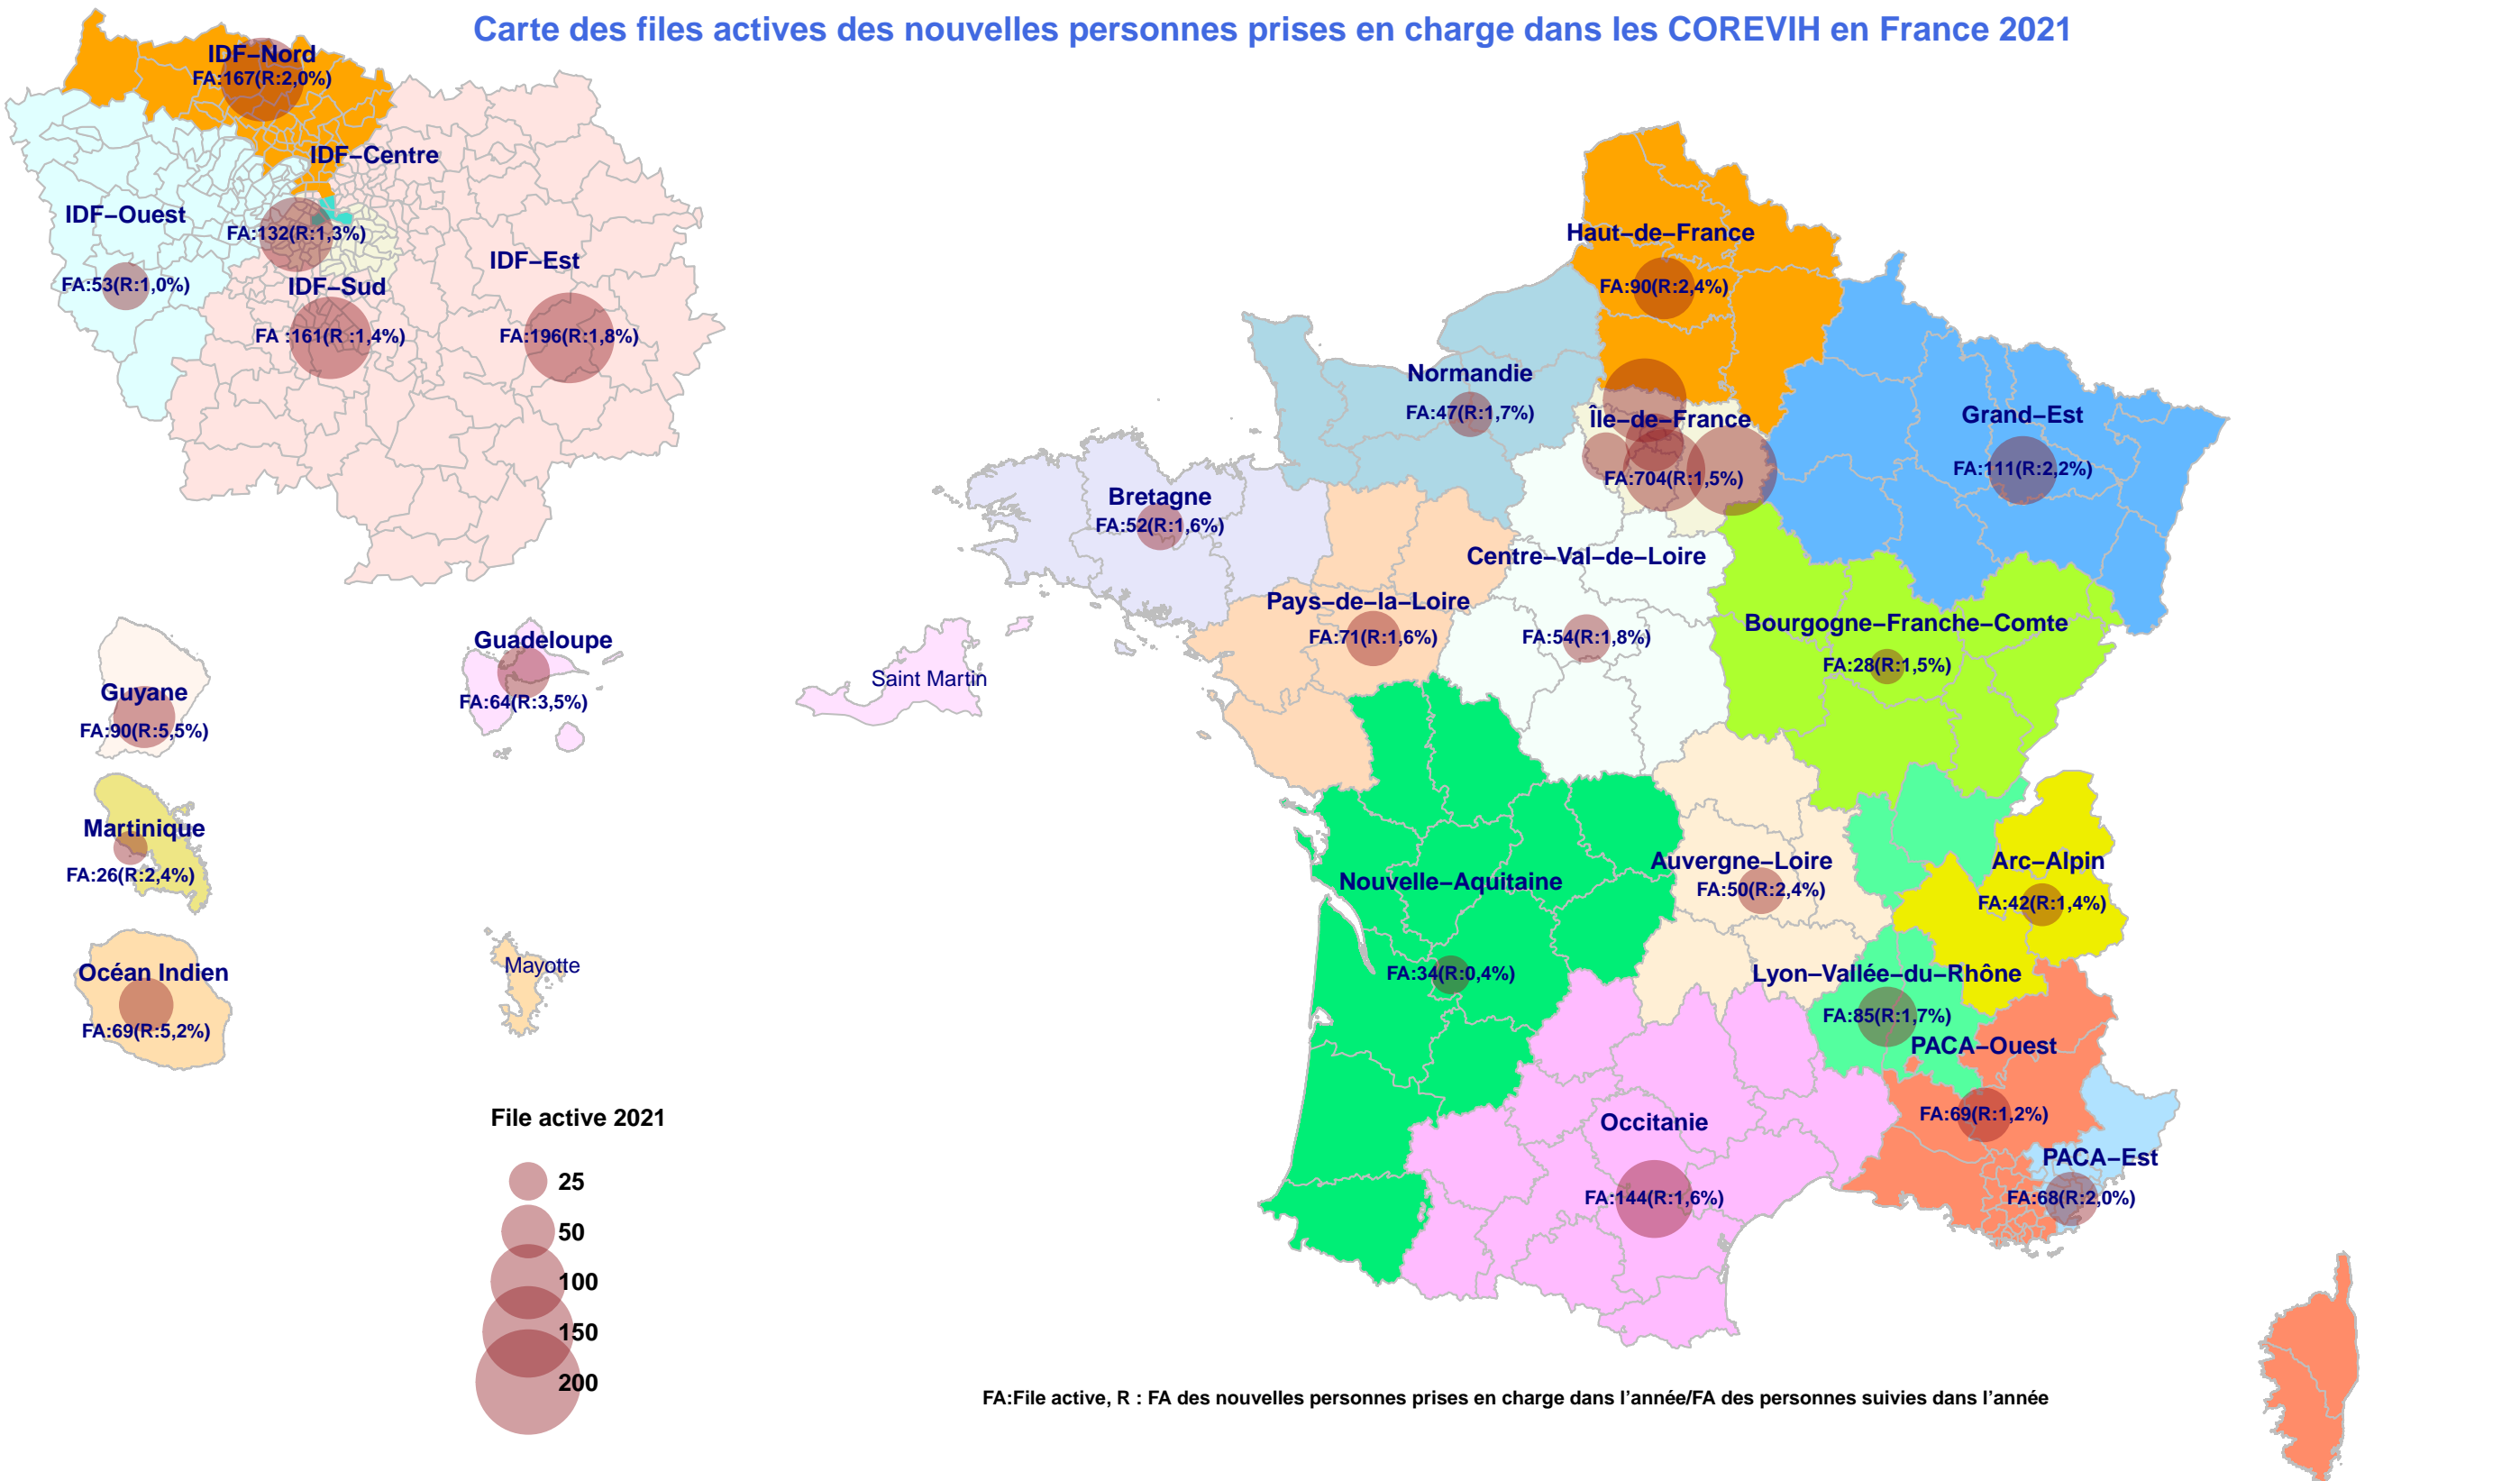 Carte des files actives des nouvelles personnes prises en charge dans les COREVIH en France 2021
IDF−Nord
FA:167(R:2,0%)
IDF−Centre
FA:132(R:1,3%)
IDF−Ouest
FA:53(R:1,0%)
IDF−Sud
FA :161(R :1,4%)
IDF−Est
FA:196(R:1,8%)
Haut−de−France
FA:90(R:2,4%)
Normandie
FA:47(R:1,7%)
Île−de−France
FA:704(R:1,5%)
Grand−Est
FA:111(R:2,2%)
Bretagne
FA:52(R:1,6%)
Centre−Val−de−Loire
FA:54(R:1,8%)
Pays−de−la−Loire
FA:71(R:1,6%)
Bourgogne−Franche−Comte
FA:28(R:1,5%)
Guyane
FA:90(R:5,5%)
Guadeloupe
FA:64(R:3,5%)
Saint Martin
Martinique
FA:26(R:2,4%)
Océan Indien
FA:69(R:5,2%)
Mayotte
Nouvelle−Aquitaine
FA:34(R:0,4%)
Auvergne−Loire
FA:50(R:2,4%)
Arc−Alpin
FA:42(R:1,4%)
Lyon−Vallée−du−Rhône
FA:85(R:1,7%)
PACA−Ouest
FA:69(R:1,2%)
Occitanie
FA:144(R:1,6%)
PACA−Est
FA:68(R:2,0%)
File active 2021
25
50
100
150
200
FA:File active, R : FA des nouvelles personnes prises en charge dans l'année/FA des personnes suivies dans l'année